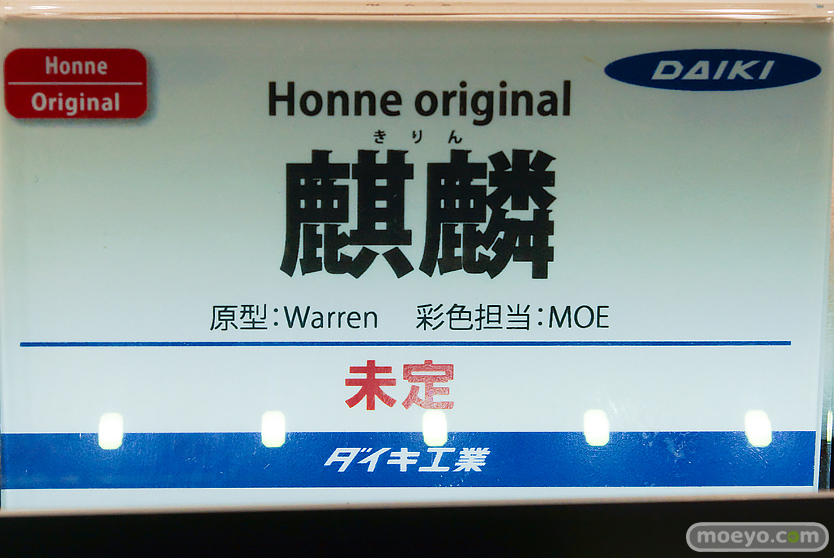 Honne
Original
DAIKI
Honne original
きりん
麒麟
原型：Warren 彩色担当：MOE
未定
ダイキ工業
moeyo.com